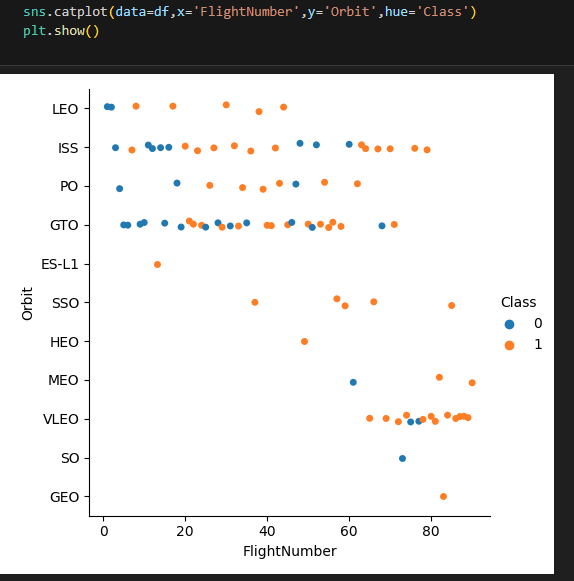 sns.catplot(data=df,x='FlightNumber',y='Orbit',hue='Class')
plt.show()
LEO
ISS
PO
GTO
ES-L1
SSO
HEO
MEO
VLEO
SO
GEO
Orbit
0 20 40 60 80
FlightNumber
Class
0
1